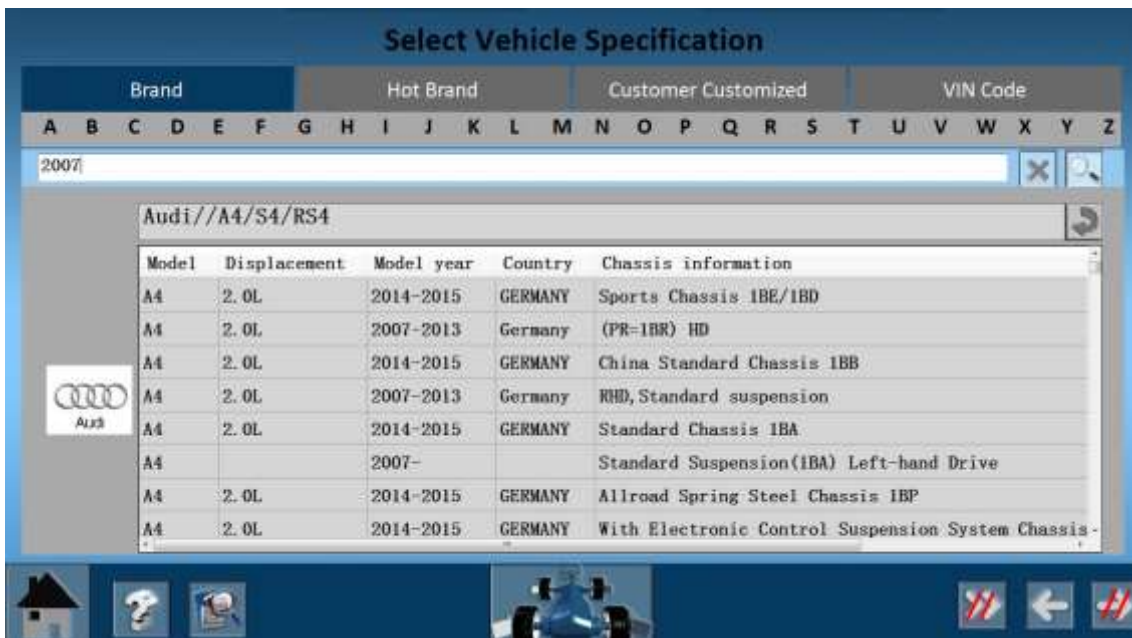 Select Vehicle Specification
Brand Hot Brand Customer Customized VIN Code
A B C D E F G H I J K L M N O P Q R S T U V W X Y Z
2007
Audi//A4/S4/RS4
Model Displacement Model year Country Chassis information
A4 2.0L 2014-2015 GERMANY Sports Chassis 1BE/1BD
A4 2.0L 2007-2013 Germany (PR=1BR) HD
A4 2.0L 2014-2015 GERMANY China Standard Chassis 1BB
A4 2.0L 2007-2013 Germany RHD,Standard suspension
A4 2.0L 2014-2015 GERMANY Standard Chassis 1BA
A4 2007- Standard Suspension(1BA) Left-hand Drive
A4 2.0L 2014-2015 GERMANY Allroad Spring Steel Chassis 1BP
A4 2.0L 2014-2015 GERMANY With Electronic Control Suspension System Chassis-
Audi